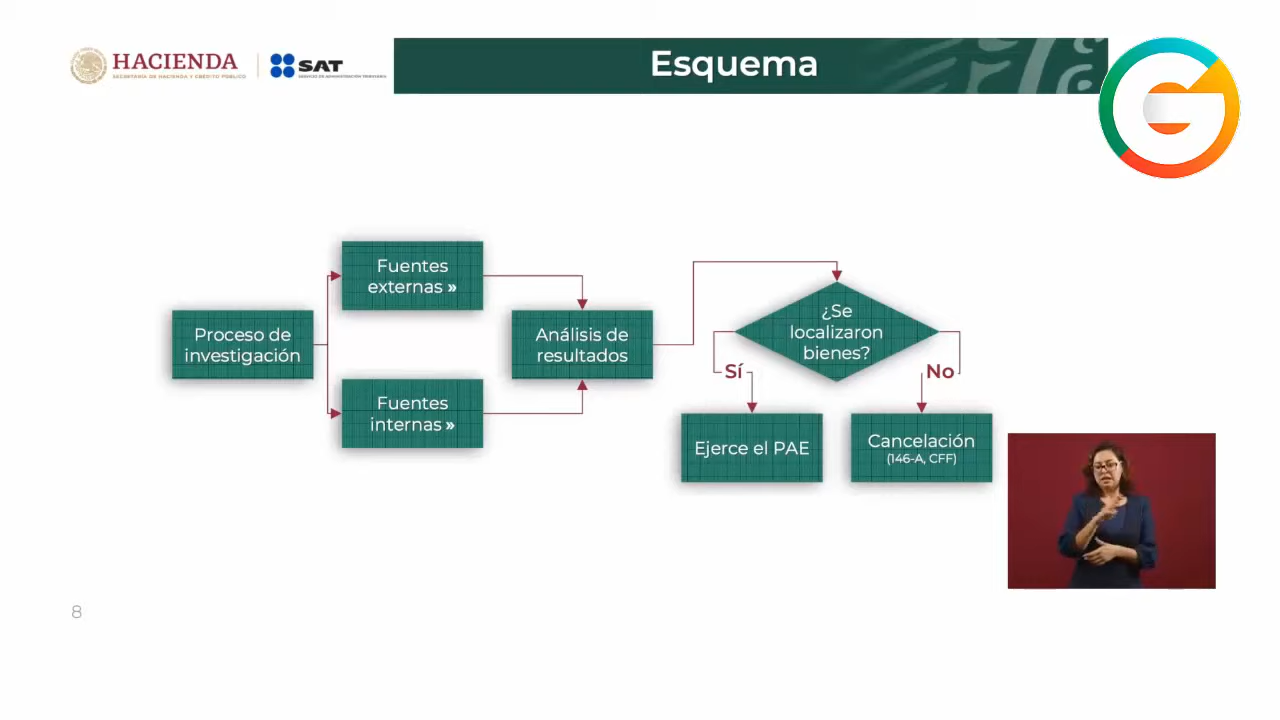 HACIENDA
SECRETARÍA DE HACIENDA Y CRÉDITO PÚBLICO
SAT
SERVICIO DE ADMINISTRACIÓN TRIBUTARIA
Esquema
G
Fuentes
externas »
Proceso de
investigación
Fuentes
internas »
Análisis de
resultados
¿Se
localizaron
bienes?
Sí
No
Ejerce el PAE
Cancelación
(146-A, CFF)
8